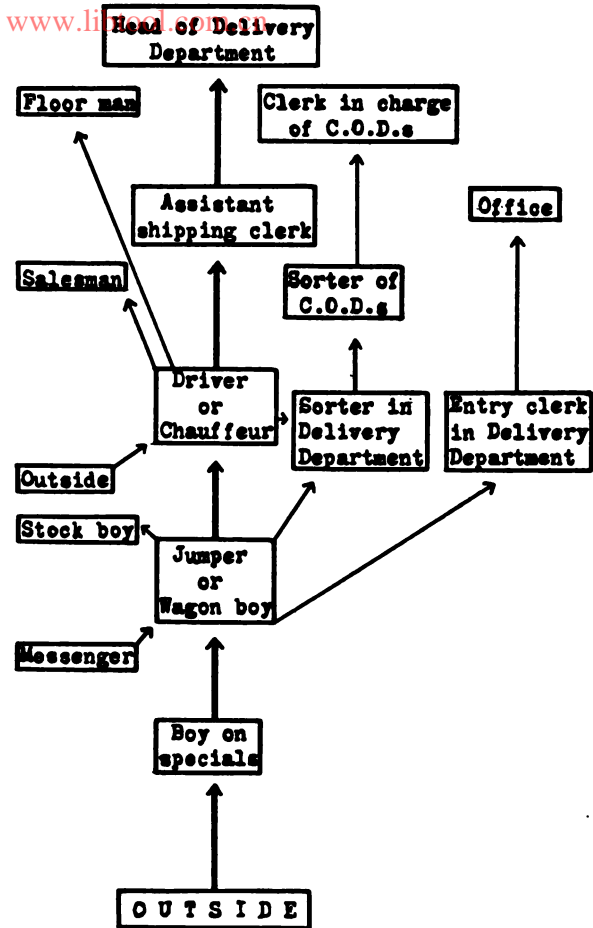 www.libtool.com.cn
Head of Delivery
Department
Floor man
Clerk in charge
of C.O.D.s
Assistant
shipping clerk
Office
Salesman
Sorter of
C.O.D.s
Driver
or
Chauffeur
Sorter in
Delivery
Department
Entry clerk
in Delivery
Department
Outside
Stock boy
Jumper
or
Wagon boy
Messenger
Boy on
specials
OUTSIDE